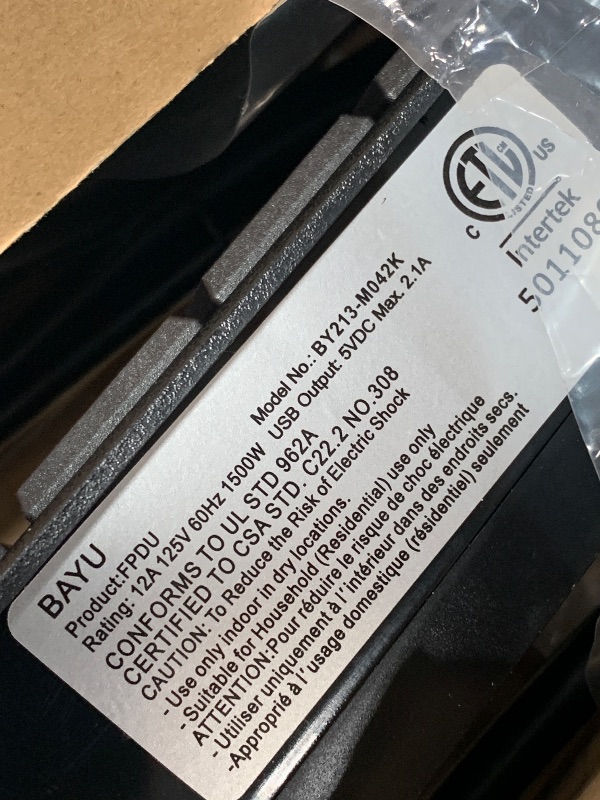 BAYU
Product:FPDU Model No.: BY213-M042K
Rating: 12A 125V 60Hz 1500W USB Output: 5VDC Max. 2.1A
CONFORMS TO UL STD 962A
CERTIFIED TO CSA STD. C22.2 NO.308
CAUTION: To Reduce the Risk of Electric Shock
- Use only indoor in dry locations.
- Suitable for Household (Residential) use only
ATTENTION:Pour réduire le risque de choc électrique
- Utiliser uniquement à l'intérieur dans des endroits secs.
-Approprié à l' usage domestique (résidentiel) seulement
C ETL CM US
LISTED
Intertek
501108